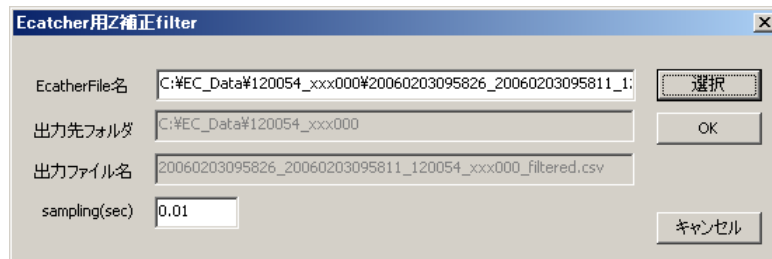 Ecatcher用Z補正filter
EcatherFile名 C:¥EC_Data¥120054_xxx000¥20060203095826_20060203095811_1 選択
出力先フォルダ C:¥EC_Data¥120054_xxx000 OK
出力ファイル名 20060203095826_20060203095811_120054_xxx000_filtered.csv
sampling(sec) 0.01
キャンセル